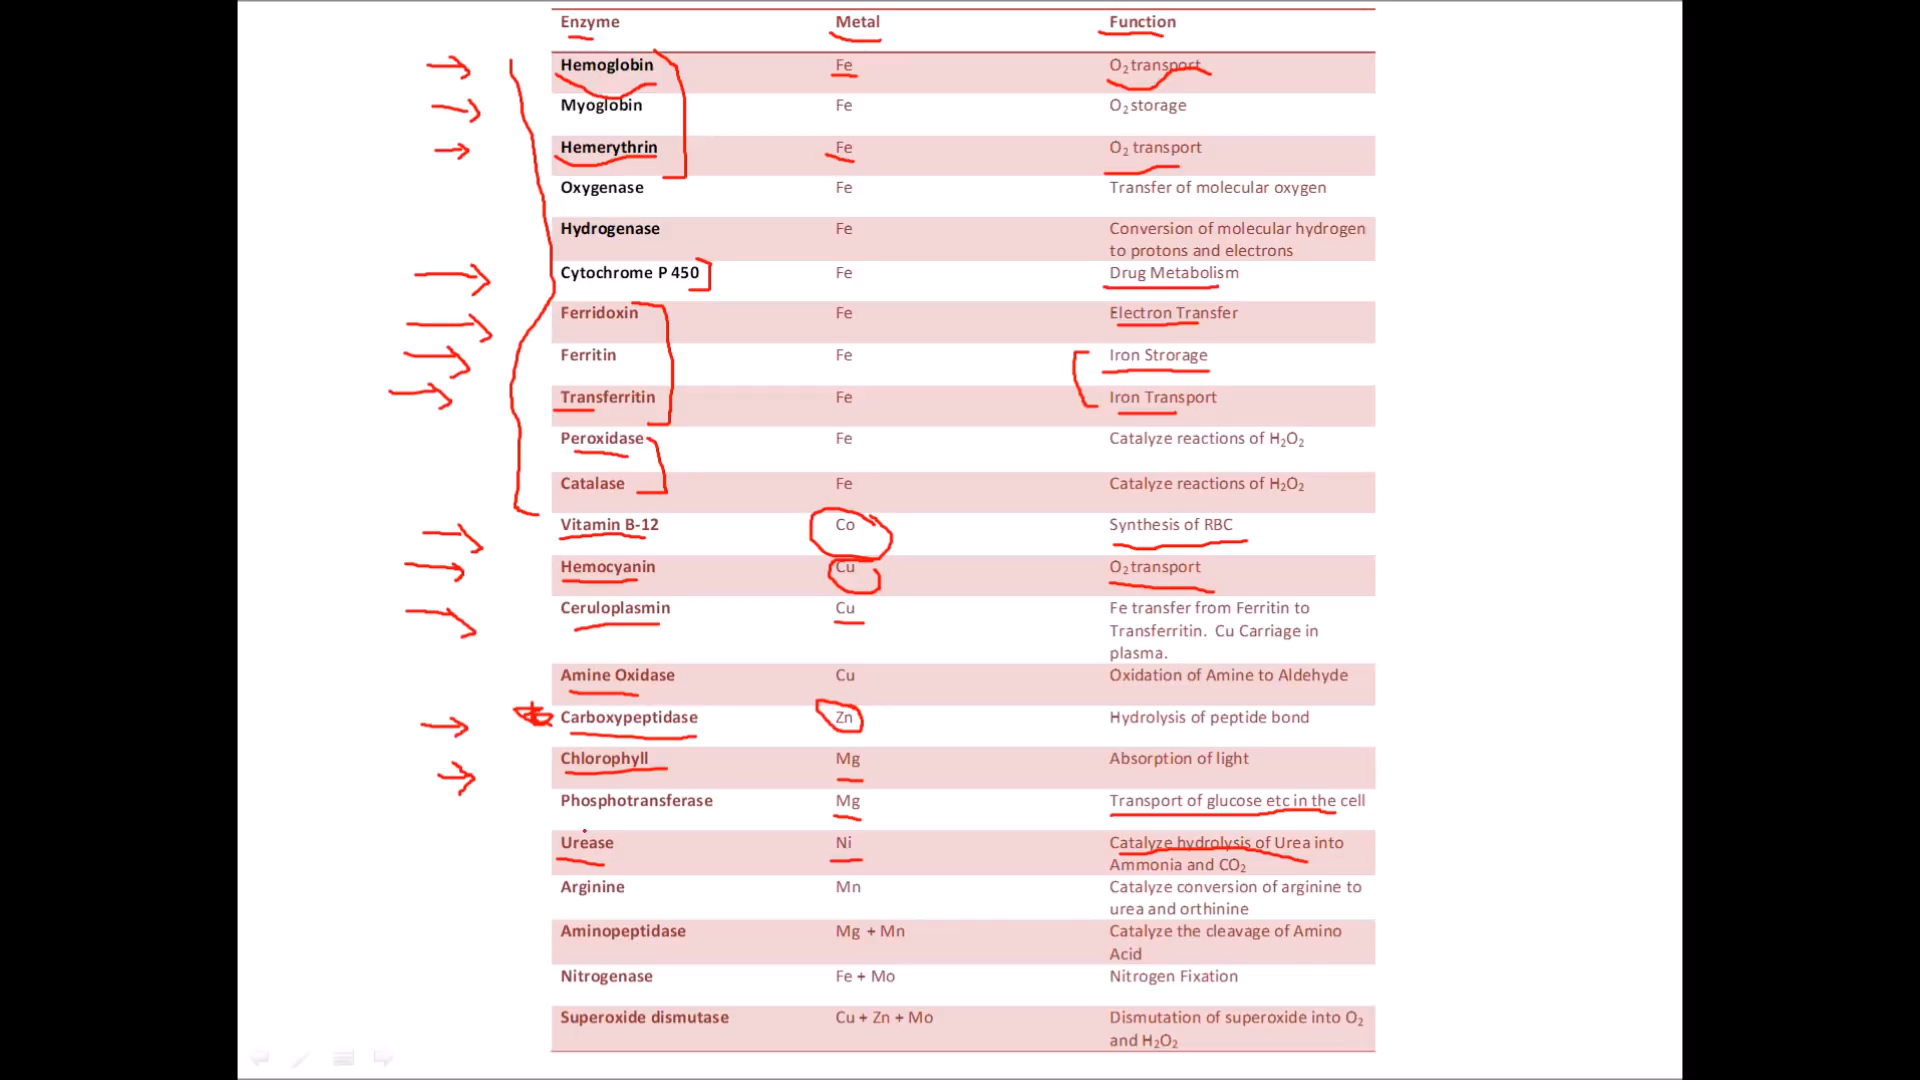 Enzyme Metal Function
Hemoglobin Fe O₂ transport
Myoglobin Fe O₂ storage
Hemerythrin Fe O₂ transport
Oxygenase Fe Transfer of molecular oxygen
Hydrogenase Fe Conversion of molecular hydrogen
to protons and electrons
Cytochrome P 450 Fe Drug Metabolism
Ferridoxin Fe Electron Transfer
Ferritin Fe Iron Strorage
Transferritin Fe Iron Transport
Peroxidase Fe Catalyze reactions of H₂O₂
Catalase Fe Catalyze reactions of H₂O₂
Vitamin B-12 Co Synthesis of RBC
Hemocyanin Cu O₂ transport
Ceruloplasmin Cu Fe transfer from Ferritin to
Transferritin. Cu Carriage in
plasma.
Amine Oxidase Cu Oxidation of Amine to Aldehyde
Carboxypeptidase Zn Hydrolysis of peptide bond
Chlorophyll Mg Absorption of light
Phosphotransferase Mg Transport of glucose etc in the cell
Urease Ni Catalyze hydrolysis of Urea into
Ammonia and CO₂
Arginine Mn Catalyze conversion of arginine to
urea and orthinine
Aminopeptidase Mg + Mn Catalyze the cleavage of Amino
Acid
Nitrogenase Fe + Mo Nitrogen Fixation
Superoxide dismutase Cu + Zn + Mo Dismutation of superoxide into O₂
and H₂O₂